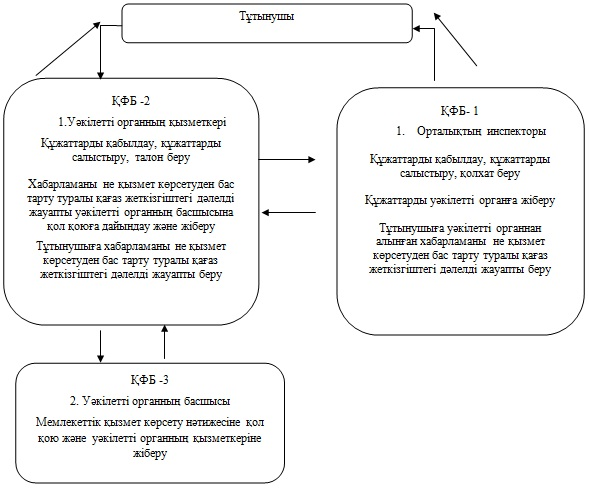 Тұтынушы
ҚФБ -2
1.Уәкілетті органның қызметкері
Құжаттарды қабылдау, құжаттарды
салыстыру, талон беру
Хабарламаны не қызмет көрсетуден бас
тарту туралы қағаз жеткізгіштегі дәлелді
жауапты уәкілетті органның басшысына
қол қоюға дайындау және жіберу
Тұтынушыға хабарламаны не қызмет
көрсетуден бас тарту туралы қағаз
жеткізгіштегі дәлелді жауапты беру
ҚФБ- 1
1. Орталықтың инспекторы
Құжаттарды қабылдау, құжаттарды
салыстыру, қолхат беру
Құжаттарды уәкілетті органға жіберу
Тұтынушыға уәкілетті органнан
алынған хабарламаны не қызмет
көрсетуден бас тарту туралы қағаз
жеткізгіштегі дәлелді жауапты беру
ҚФБ -3
2. Уәкілетті органның басшысы
Мемлекеттік қызмет көрсету нәтижесіне қол
қою және уәкілетті органның қызметкеріне
жіберу